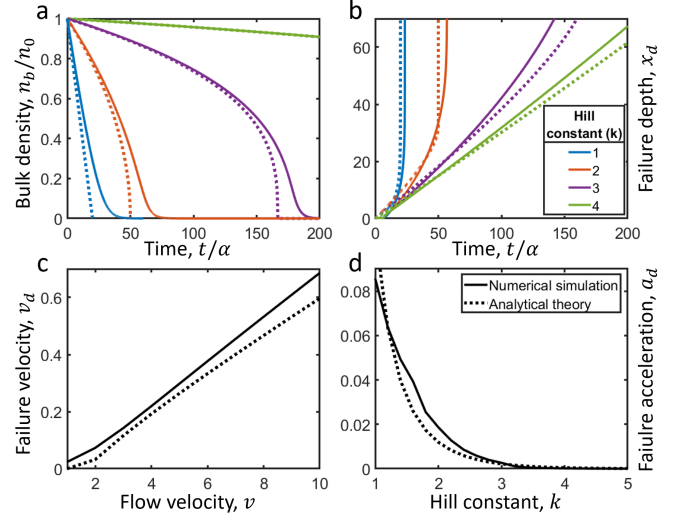 a
Bulk density, n_b/n_0
1
0.8
0.6
0.4
0.2
0
0 50 100 150 200
Time, t/α
b
60
40
20
0
0 50 100 150 200
Time, t/α
Failure depth, x_d
Hill
constant (k)
1
2
3
4
c
Failure velocity, v_d
0.6
0.4
0.2
0
2 4 6 8 10
Flow velocity, v
d
0.08
0.06
0.04
0.02
0
1 2 3 4 5
Hill constant, k
Faiulre acceleration, a_d
Numerical simulation
Analytical theory